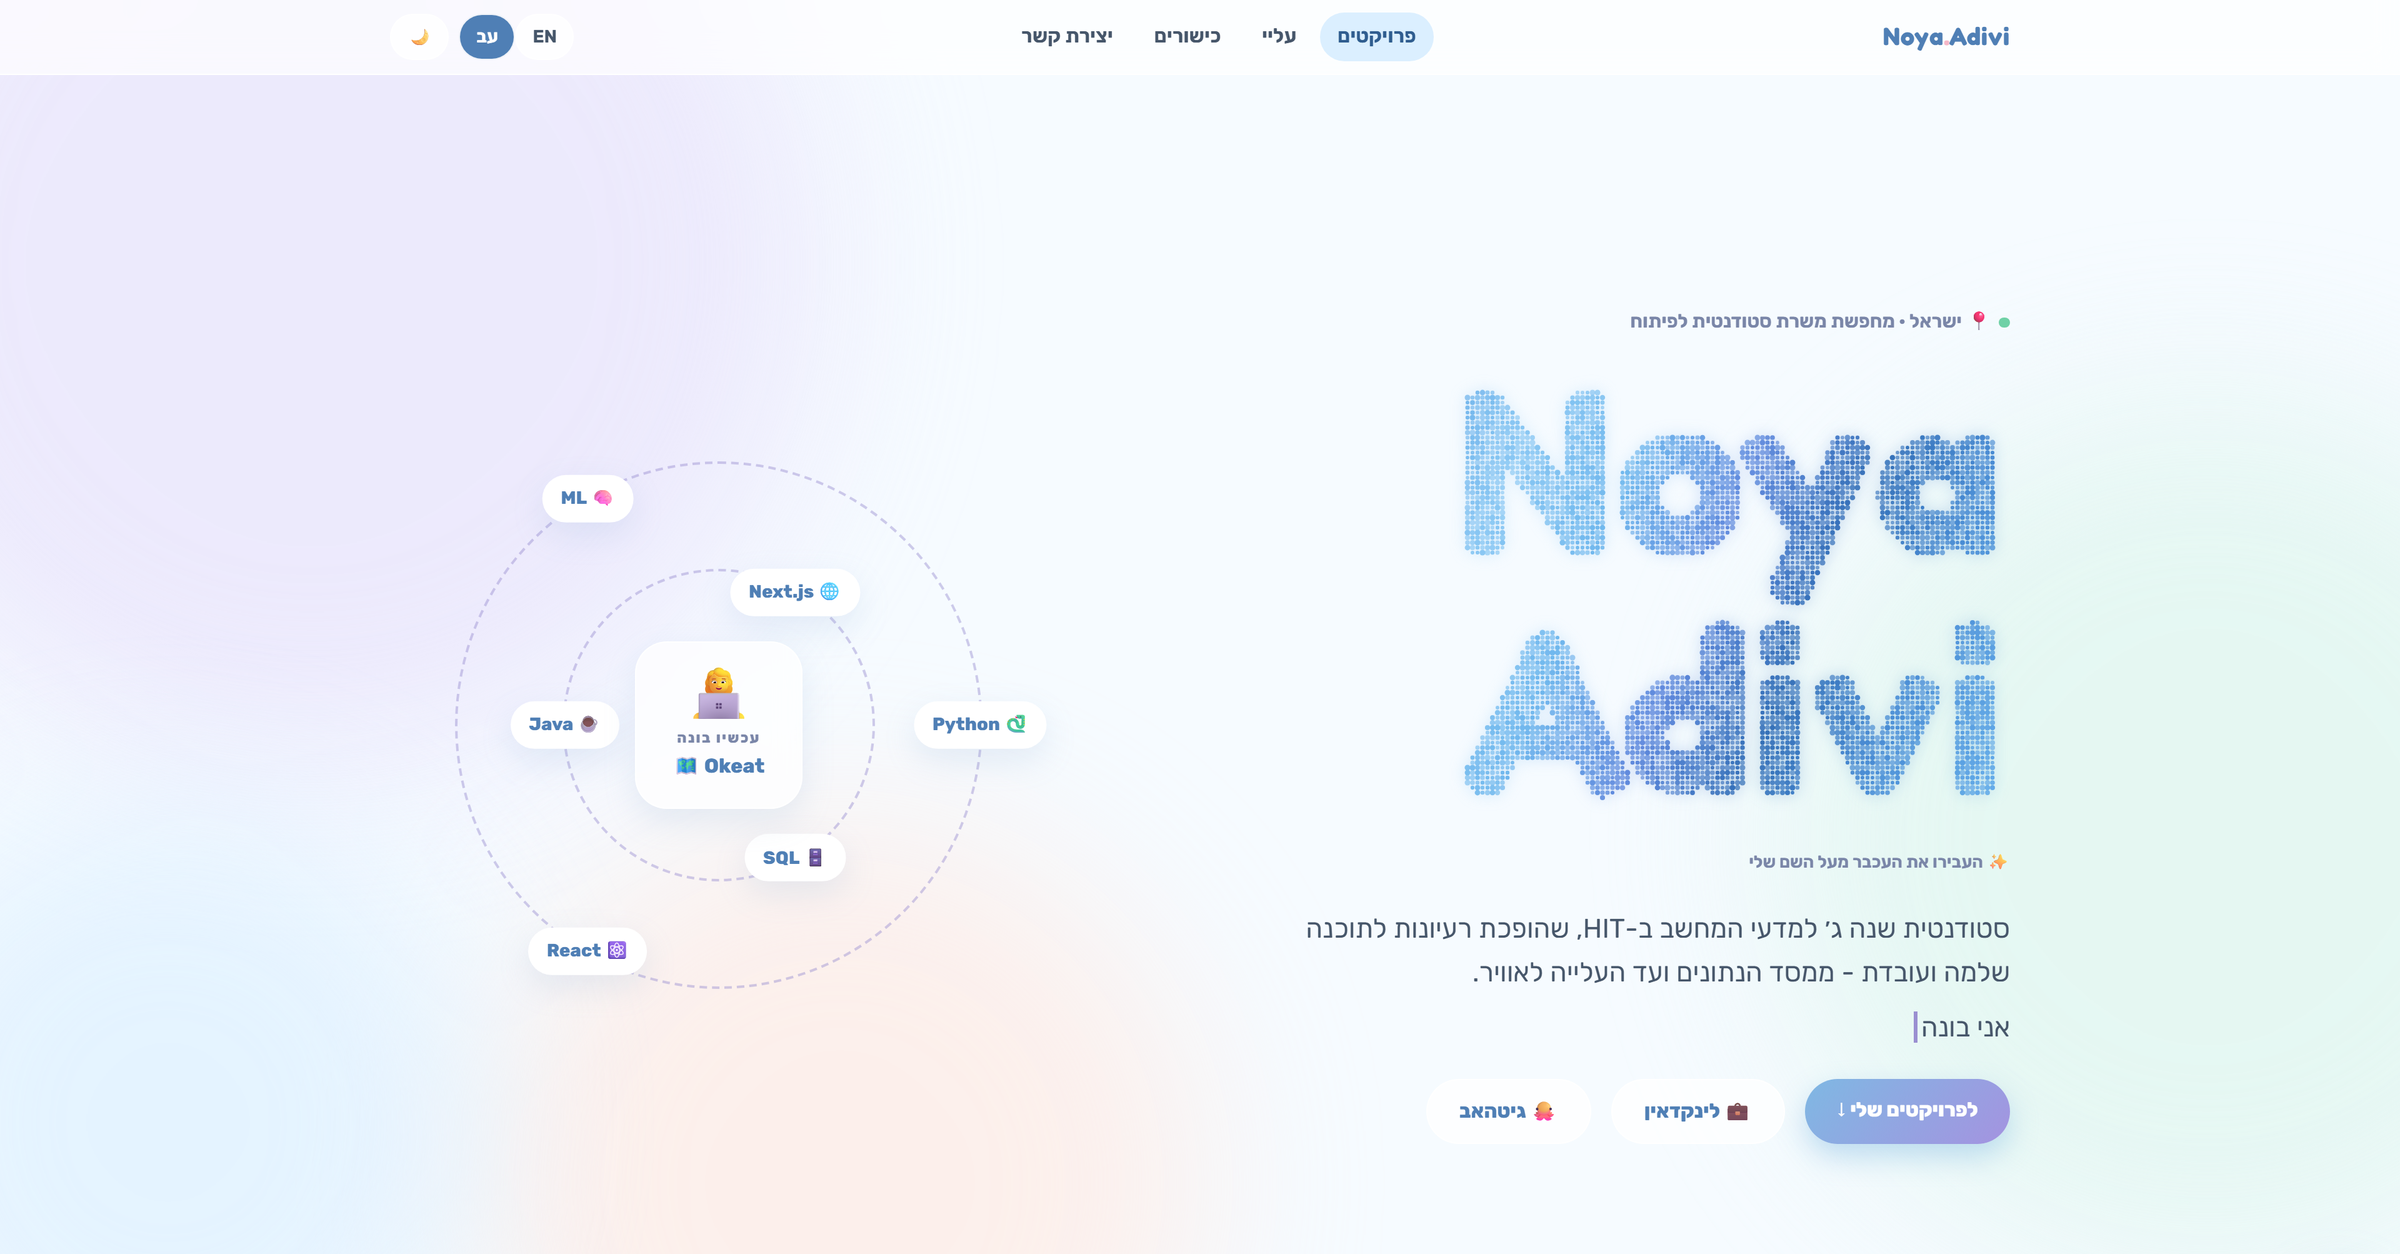 Noya.Adivi
פרויקטים
עליי
כישורים
יצירת קשר
EN
עב
ישראל • מחפשת משרת סטודנטית לפיתוח
Noya
Adivi
העבירו את העכבר מעל השם שלי
סטודנטית שנה ג׳ למדעי המחשב ב-HIT, שהופכת רעיונות לתוכנה
שלמה ועובדת - ממסד הנתונים ועד העלייה לאוויר.
אני בונה
לפרויקטים שלי ↓
לינקדאין
גיטהאב
ML
Next.js
Python
Java
עכשיו בונה
Okeat
SQL
React